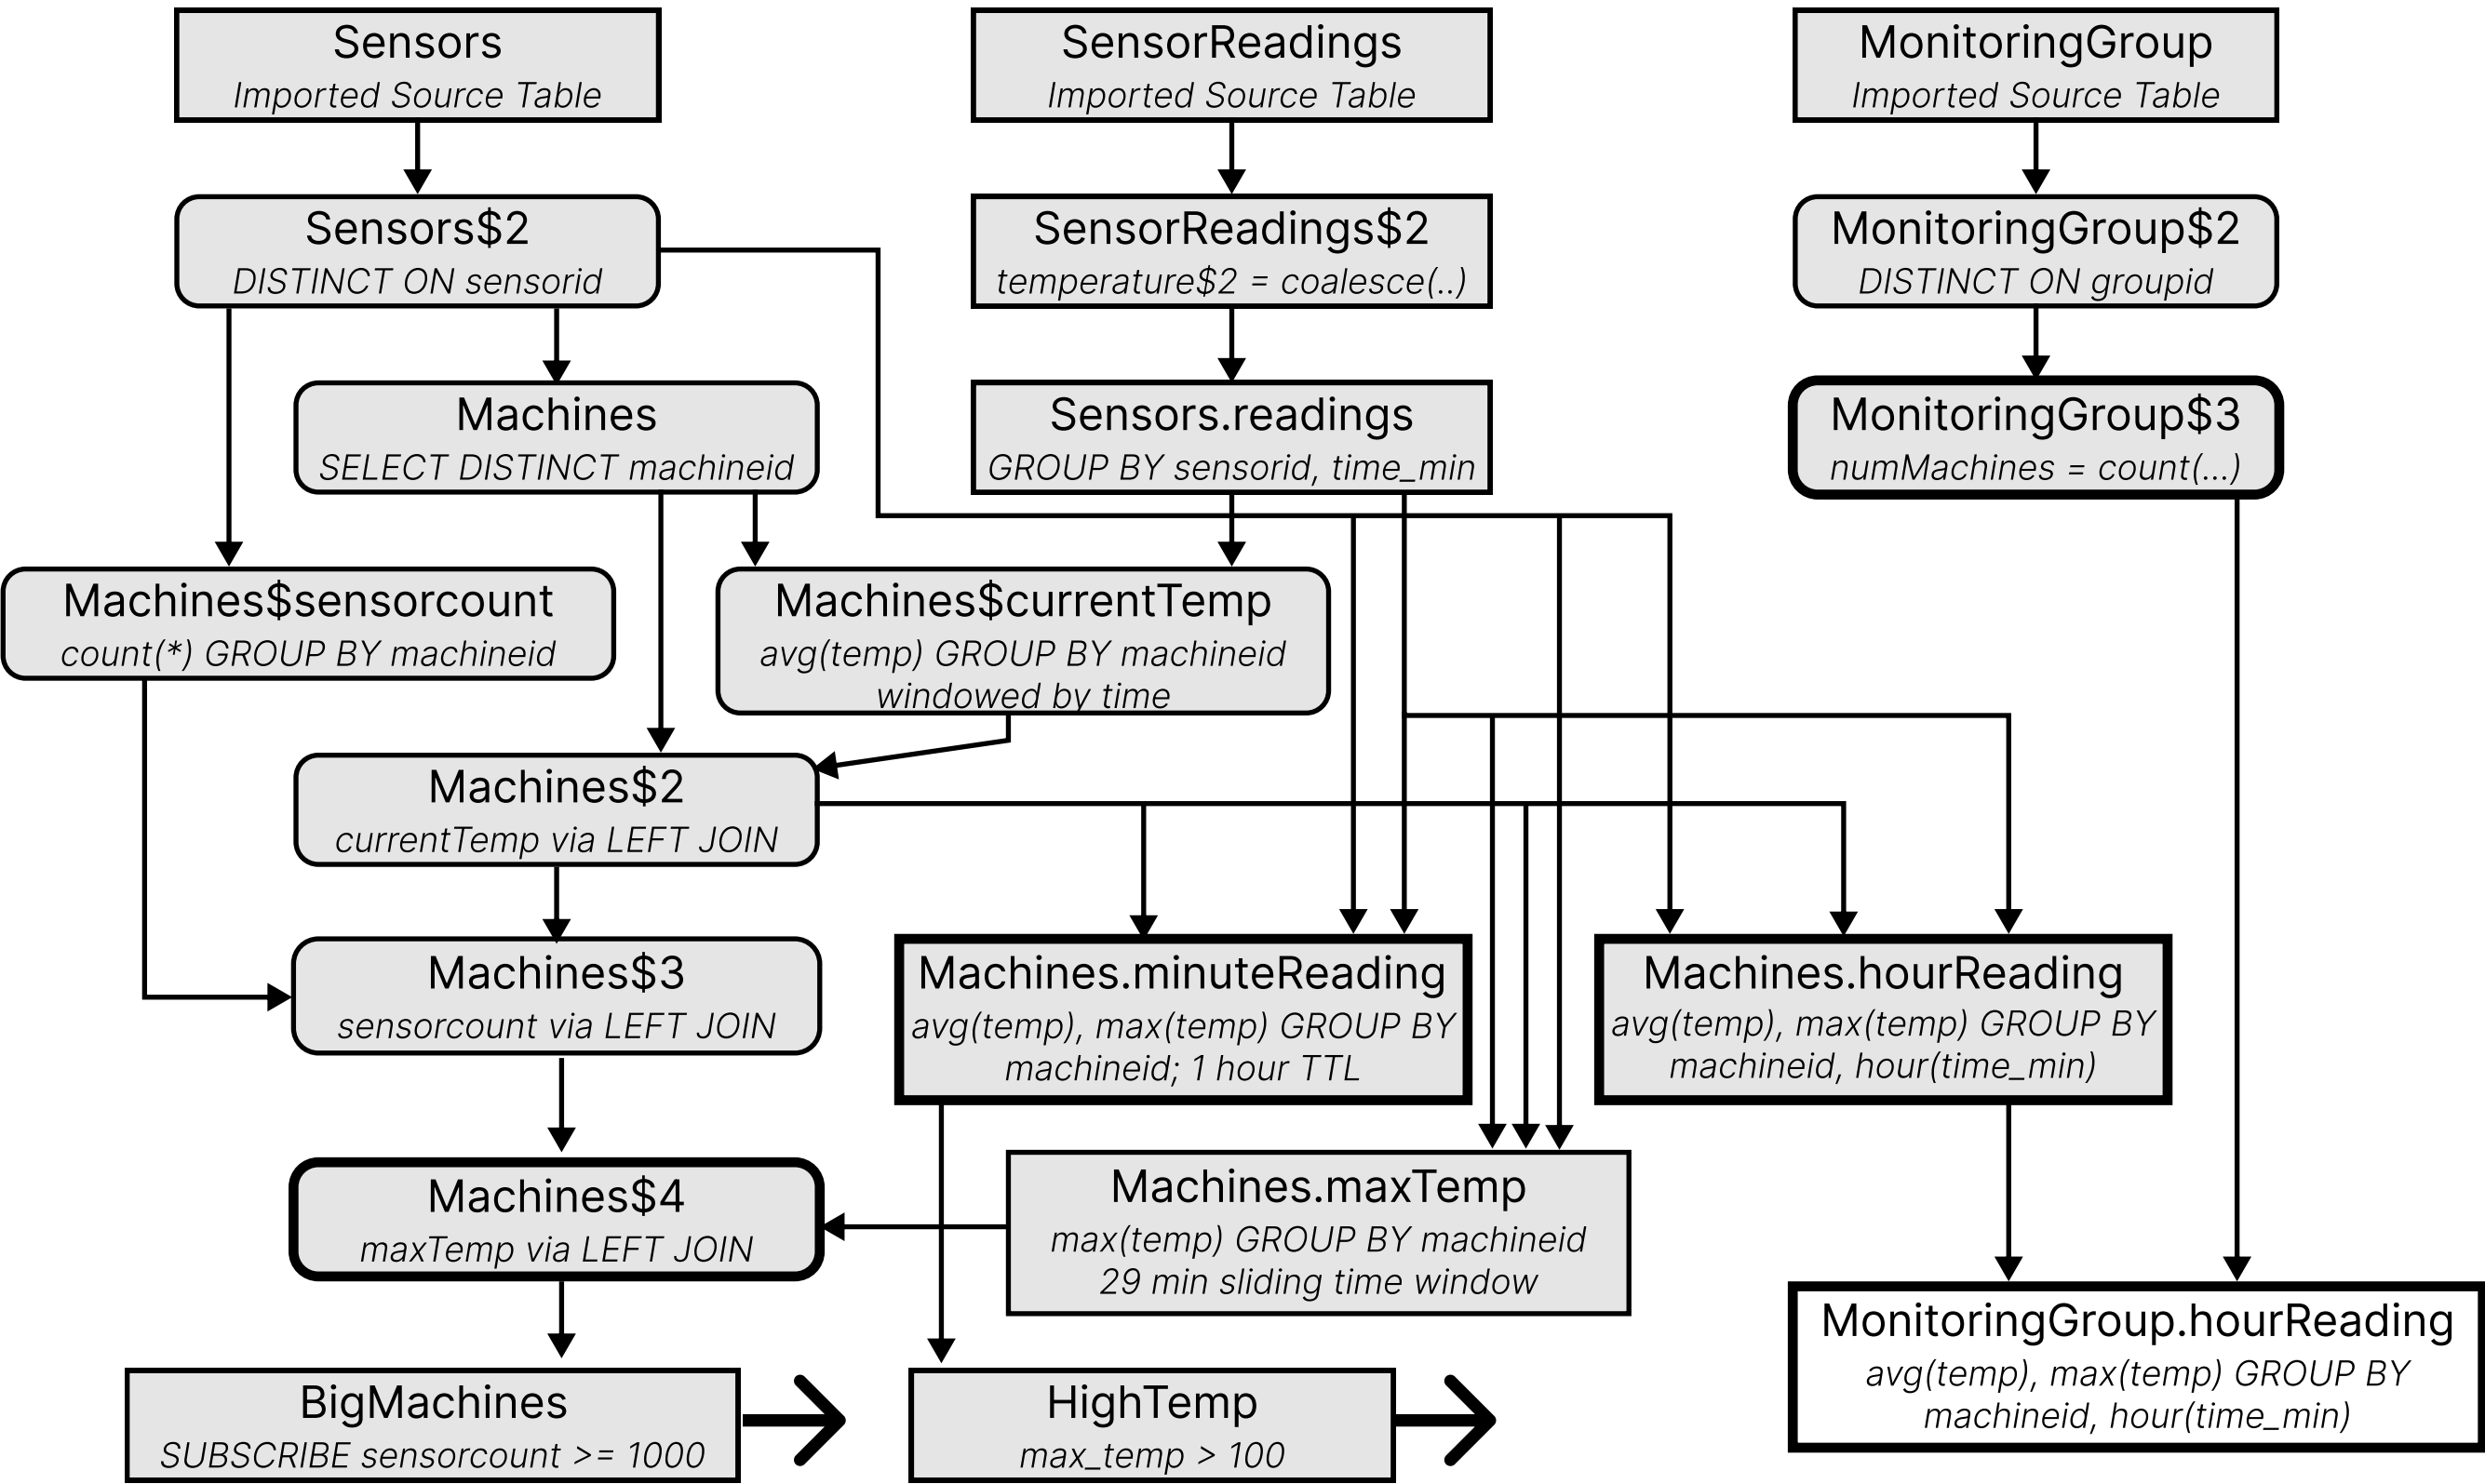 Sensors
Imported Source Table
SensorReadings
Imported Source Table
MonitoringGroup
Imported Source Table
Sensors$2
DISTINCT ON sensorid
SensorReadings$2
temperature$2 = coalesce(..)
MonitoringGroup$2
DISTINCT ON groupid
Machines
SELECT DISTINCT machineid
Sensors.readings
GROUP BY sensorid, time_min
MonitoringGroup$3
numMachines = count(...)
Machines$sensorcount
count(*) GROUP BY machineid
Machines$currentTemp
avg(temp) GROUP BY machineid
windowed by time
Machines$2
currentTemp via LEFT JOIN
Machines$3
sensorcount via LEFT JOIN
Machines.minuteReading
avg(temp), max(temp) GROUP BY
machineid; 1 hour TTL
Machines.hourReading
avg(temp), max(temp) GROUP BY
machineid, hour(time_min)
Machines$4
maxTemp via LEFT JOIN
Machines.maxTemp
max(temp) GROUP BY machineid
29 min sliding time window
MonitoringGroup.hourReading
avg(temp), max(temp) GROUP BY
machineid, hour(time_min)
BigMachines
SUBSCRIBE sensorcount >= 1000
HighTemp
max_temp > 100